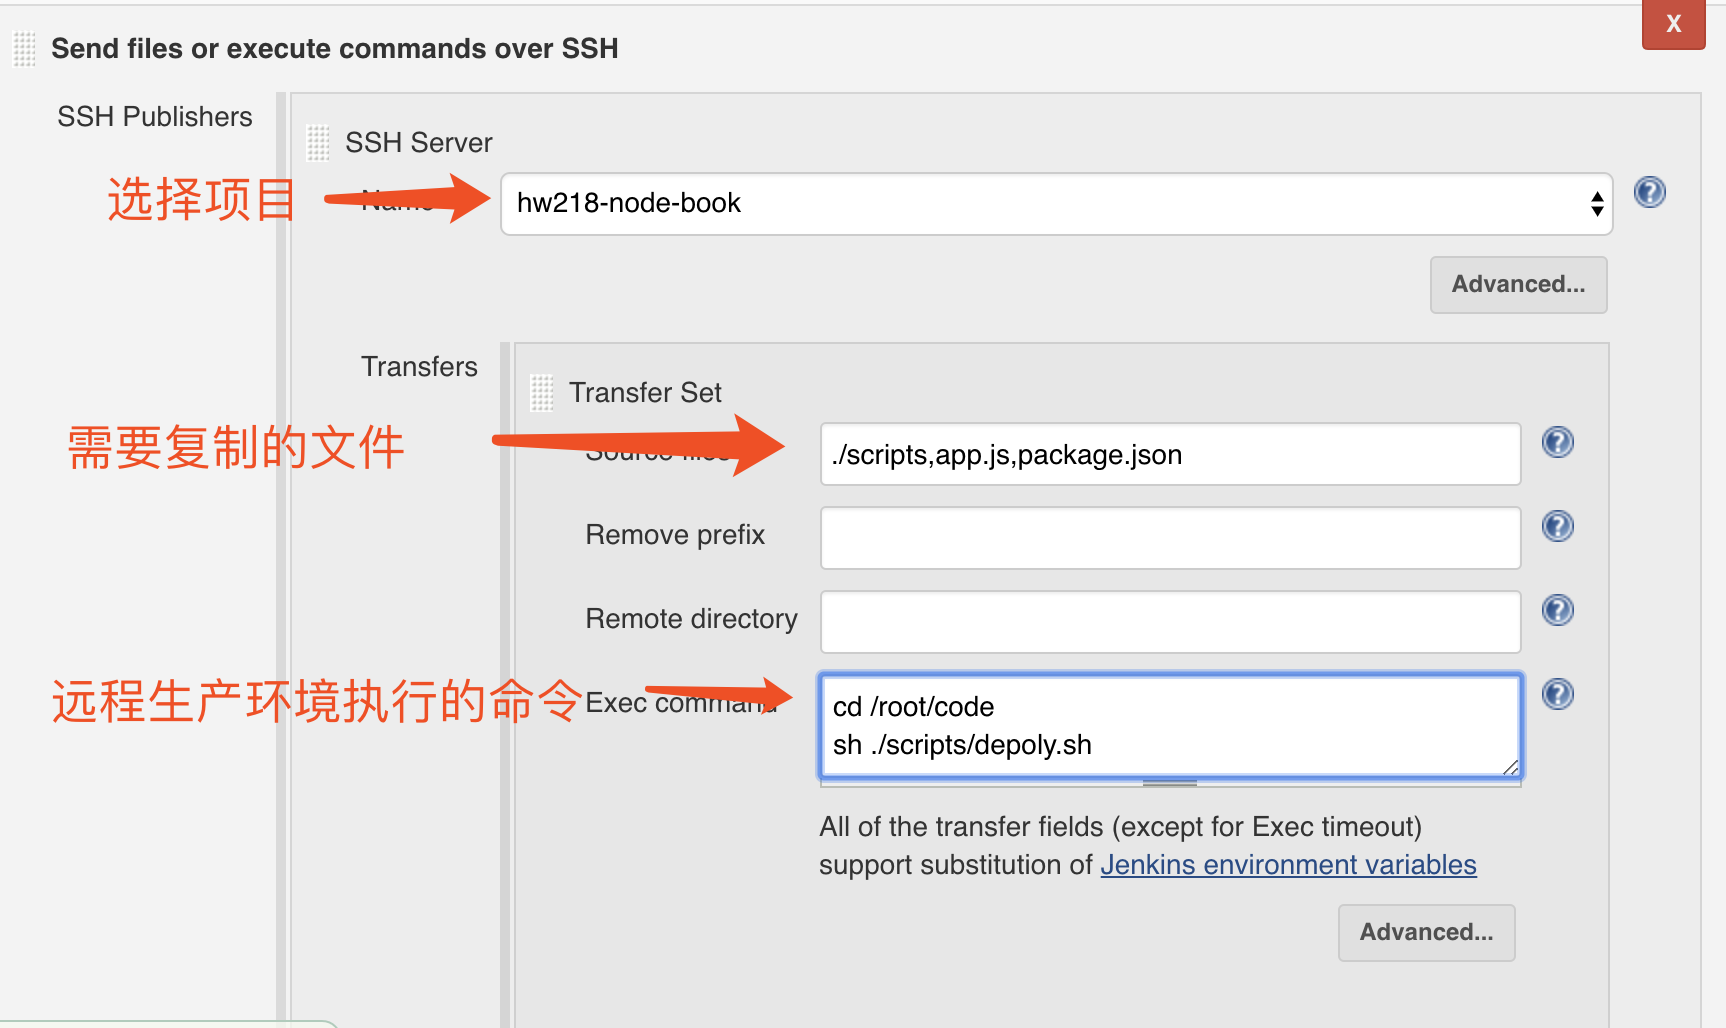 X
Send files or execute commands over SSH
SSH Publishers
SSH Server
选择项目
Name
hw218-node-book
Advanced...
Transfers
Transfer Set
需要复制的文件
Source files
./scripts,app.js,package.json
Remove prefix
Remote directory
远程生产环境执行的命令
Exec command
cd /root/code
sh ./scripts/depoly.sh
All of the transfer fields (except for Exec timeout)
support substitution of Jenkins environment variables
Advanced...